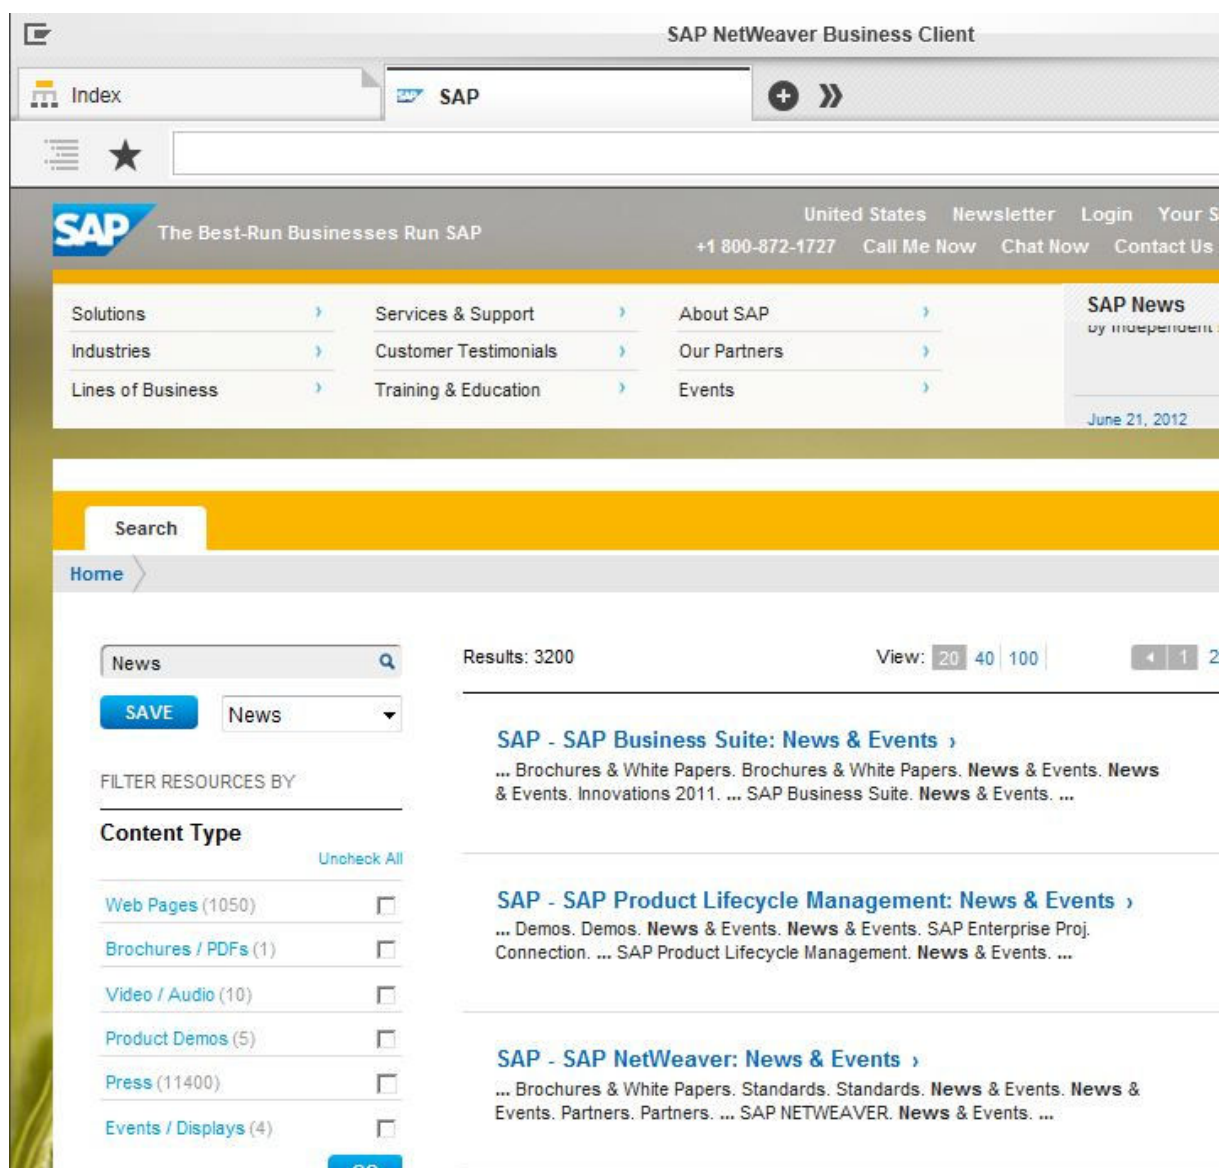 SAP NetWeaver Business Client
Index
SAP SAP
SAP The Best-Run Businesses Run SAP
United States Newsletter Login Your S
+1 800-872-1727 Call Me Now Chat Now Contact Us
Solutions › Services & Support › About SAP ›
Industries › Customer Testimonials › Our Partners ›
Lines of Business › Training & Education › Events ›
SAP News
by Independent
June 21, 2012
Search
Home
News
SAVE News
FILTER RESOURCES BY
Content Type
Uncheck All
Web Pages (1050)
Brochures / PDFs (1)
Video / Audio (10)
Product Demos (5)
Press (11400)
Events / Displays (4)
GO
Results: 3200 View: 20 40 100 1 2
SAP - SAP Business Suite: News & Events ›
... Brochures & White Papers. Brochures & White Papers. News & Events. News
& Events. Innovations 2011. ... SAP Business Suite. News & Events. ...
SAP - SAP Product Lifecycle Management: News & Events ›
... Demos. Demos. News & Events. News & Events. SAP Enterprise Proj.
Connection. ... SAP Product Lifecycle Management. News & Events. ...
SAP - SAP NetWeaver: News & Events ›
... Brochures & White Papers. Standards. Standards. News & Events. News &
Events. Partners. Partners. ... SAP NETWEAVER. News & Events. ...